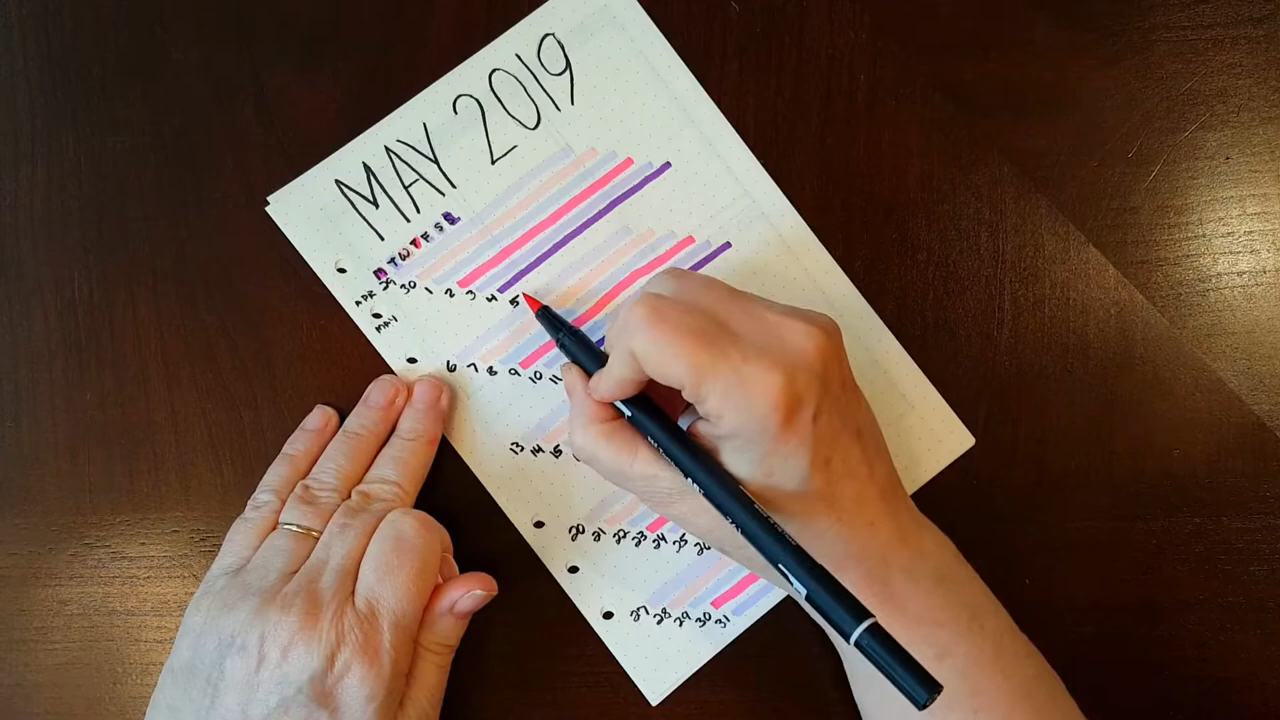 MAY 2019
M T W T F S S
APR 29 30 1 2 3 4 5
MAY
6 7 8 9 10 11
13 14 15
20 21 22 23 24 25 26
27 28 29 30 31